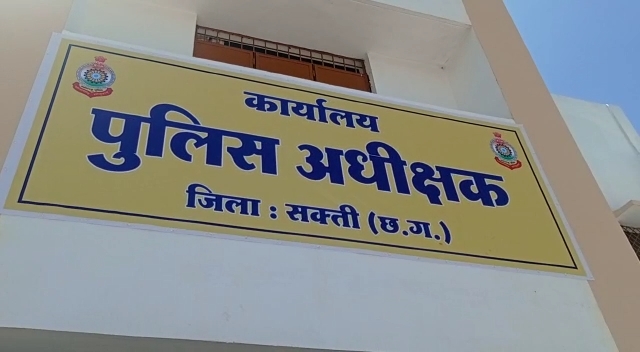 कार्यालय
पुलिस अधीक्षक
जिला : सक्ती (छ.ग.)